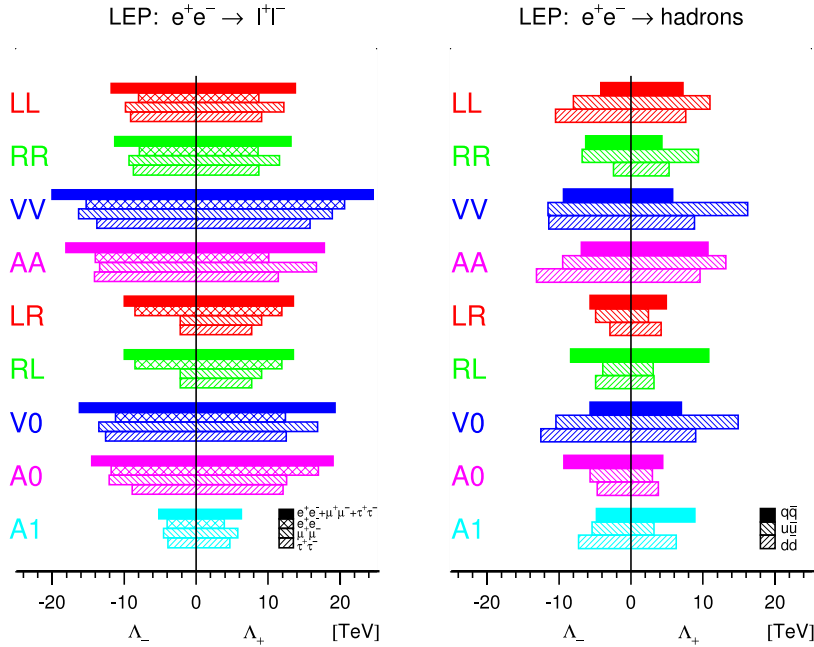 LEP: e⁺e⁻ → l⁺l⁻
LL
RR
VV
AA
LR
RL
V0
A0
A1
e⁺e⁻+μ⁺μ⁻+τ⁺τ⁻
e⁺e⁻
μ⁺μ⁻
τ⁺τ⁻
-20 -10 0 10 20
Λ₋ Λ₊ [TeV]
LEP: e⁺e⁻ → hadrons
LL
RR
VV
AA
LR
RL
V0
A0
A1
qq̅
uu̅
dd̅
-20 -10 0 10 20
Λ₋ Λ₊ [TeV]